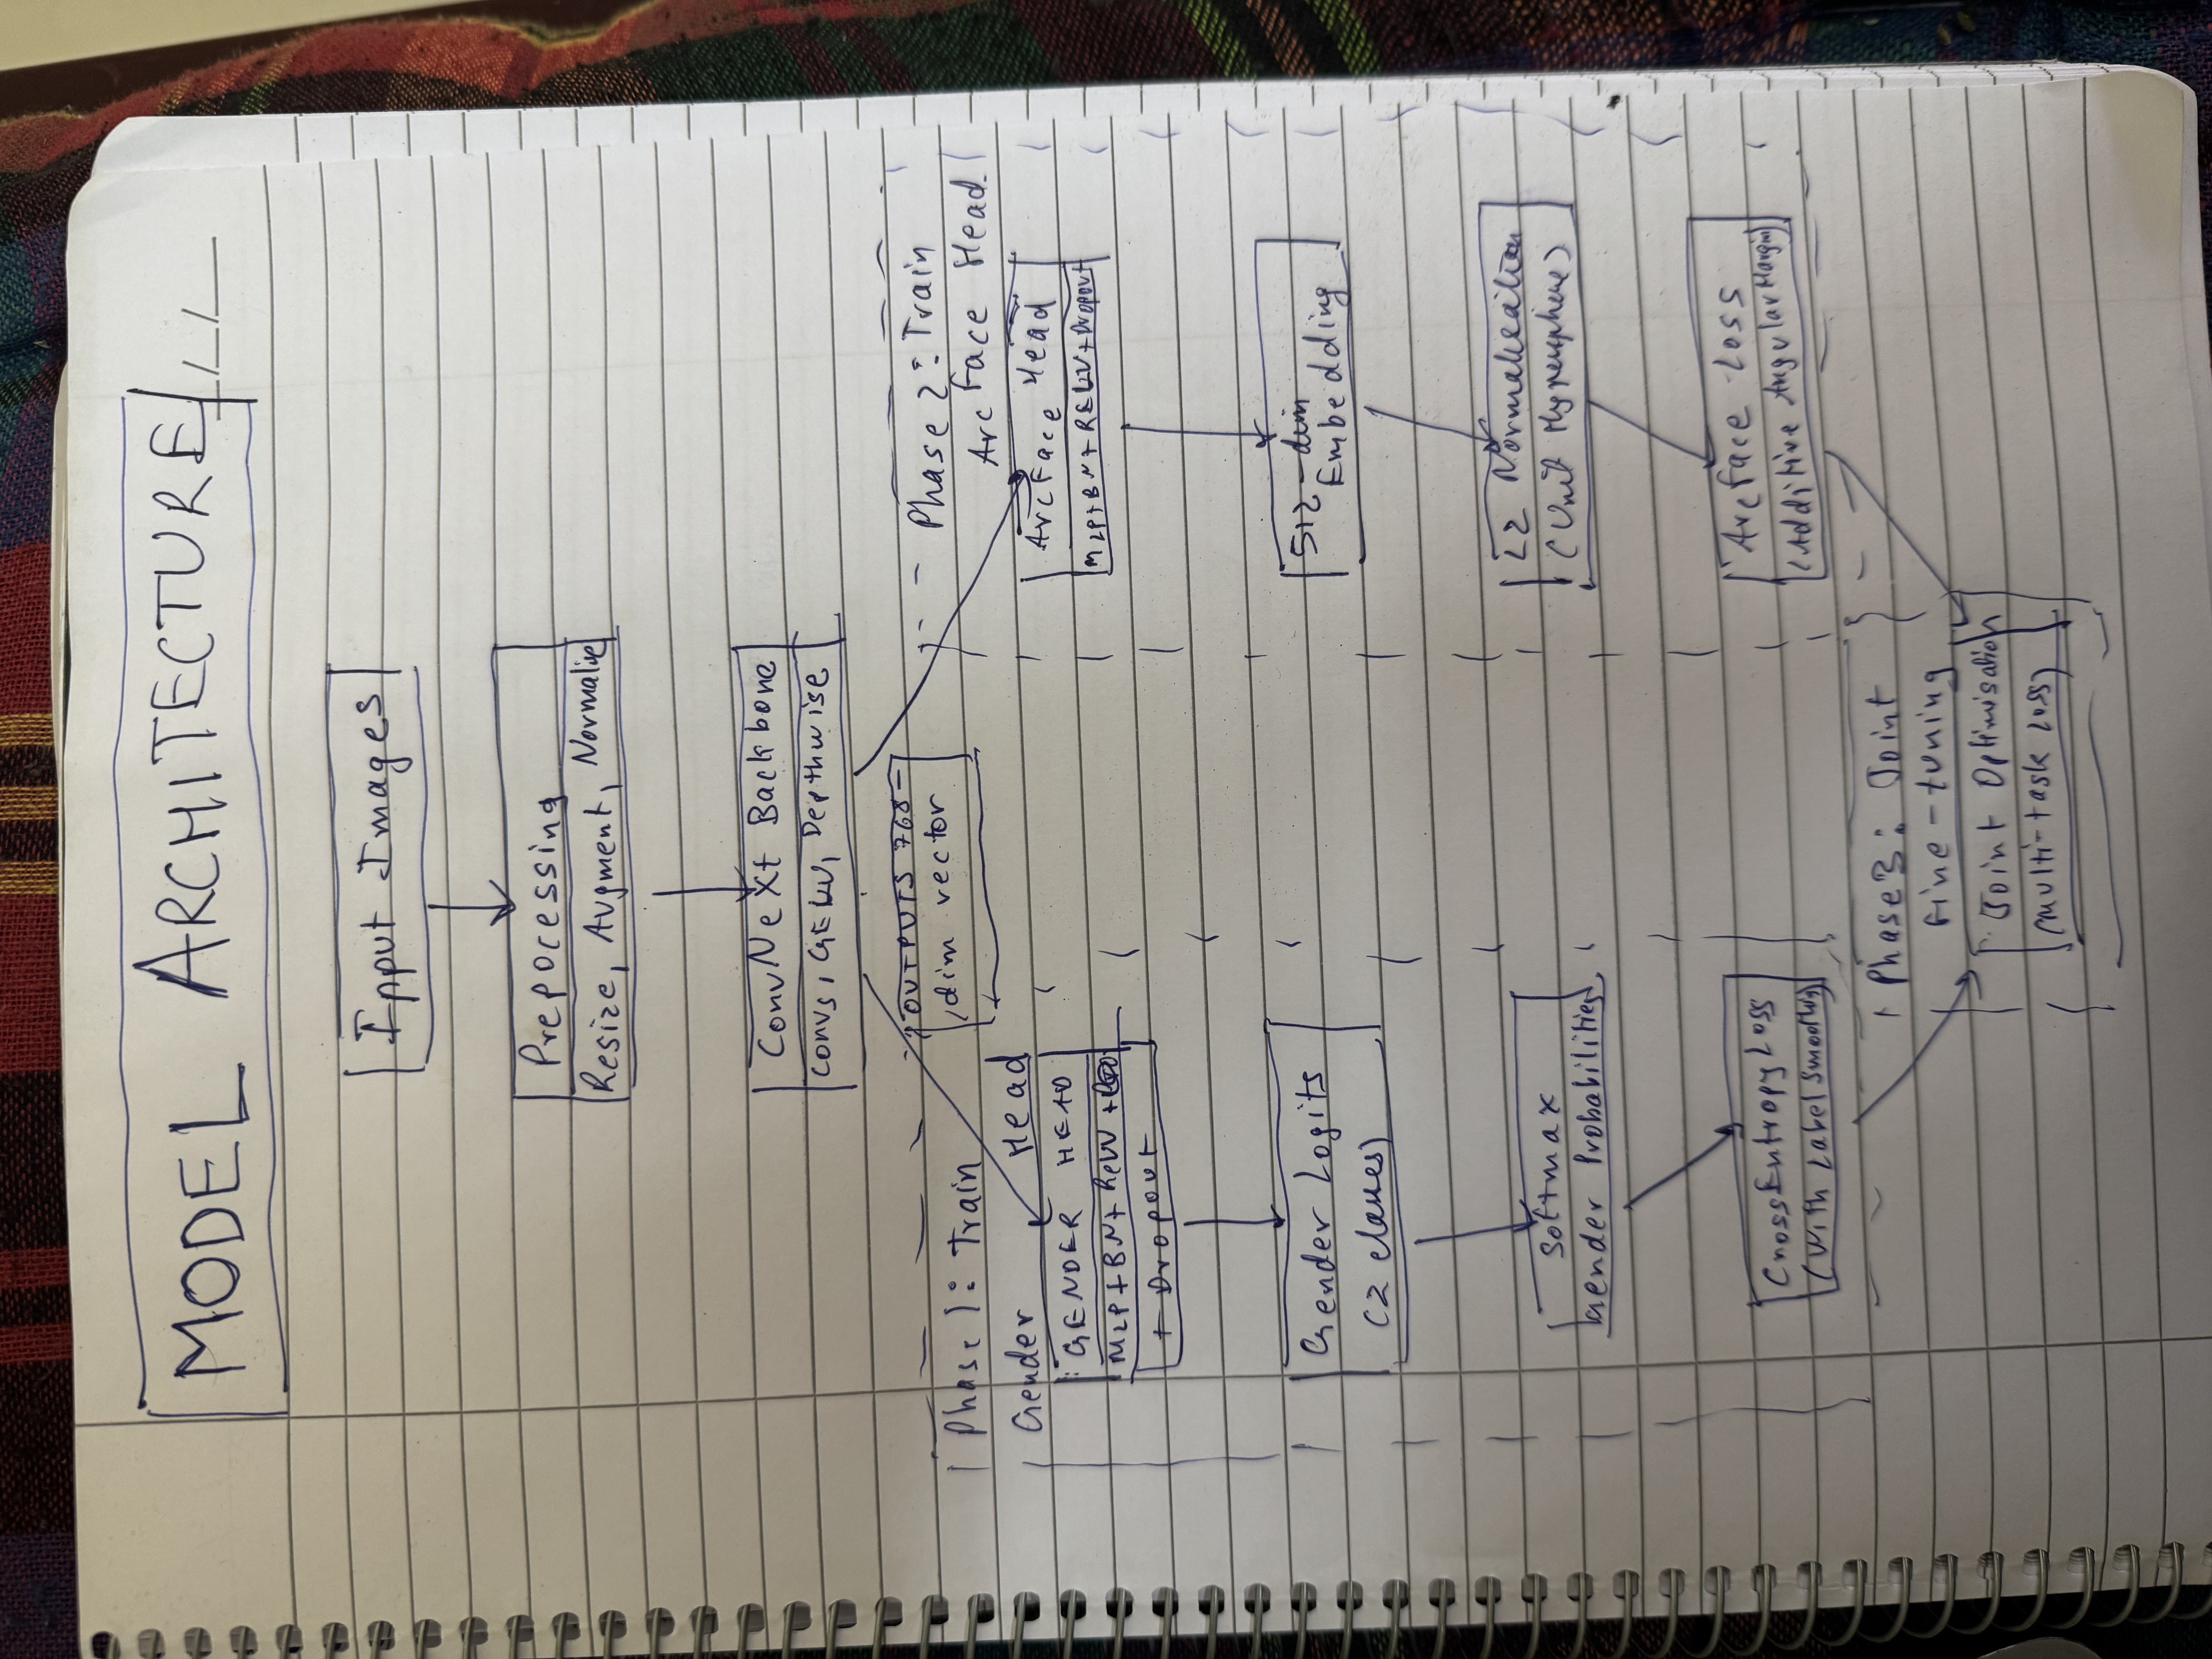 MODEL ARCHITECTURE
Input Images
Prepocessing
Resize, Augment, Normalise
ConvNeXt Backbone
Convs, GELU, Depthwise
OUTPUTS 768-
dim vector
Phase 1: Train
Gender Head
GENDER HEAD
MLP+BN+ReLU
+ Dropout
Gender Logits
(2 classes)
Softmax
Gender Probabilities
CrossEntropyLoss
(With Label Smoothing)
Phase 2: Train
ArcFace Head
ArcFace Head
MLP+BN+RELU+Dropout
512-dim
Embedding
L2 Normalisation
(Unit Hypersphere)
ArcFace Loss
(Additive Angular Margin)
Phase 3: Joint
fine-tuning
Joint Optimisation
(multi-task Loss)